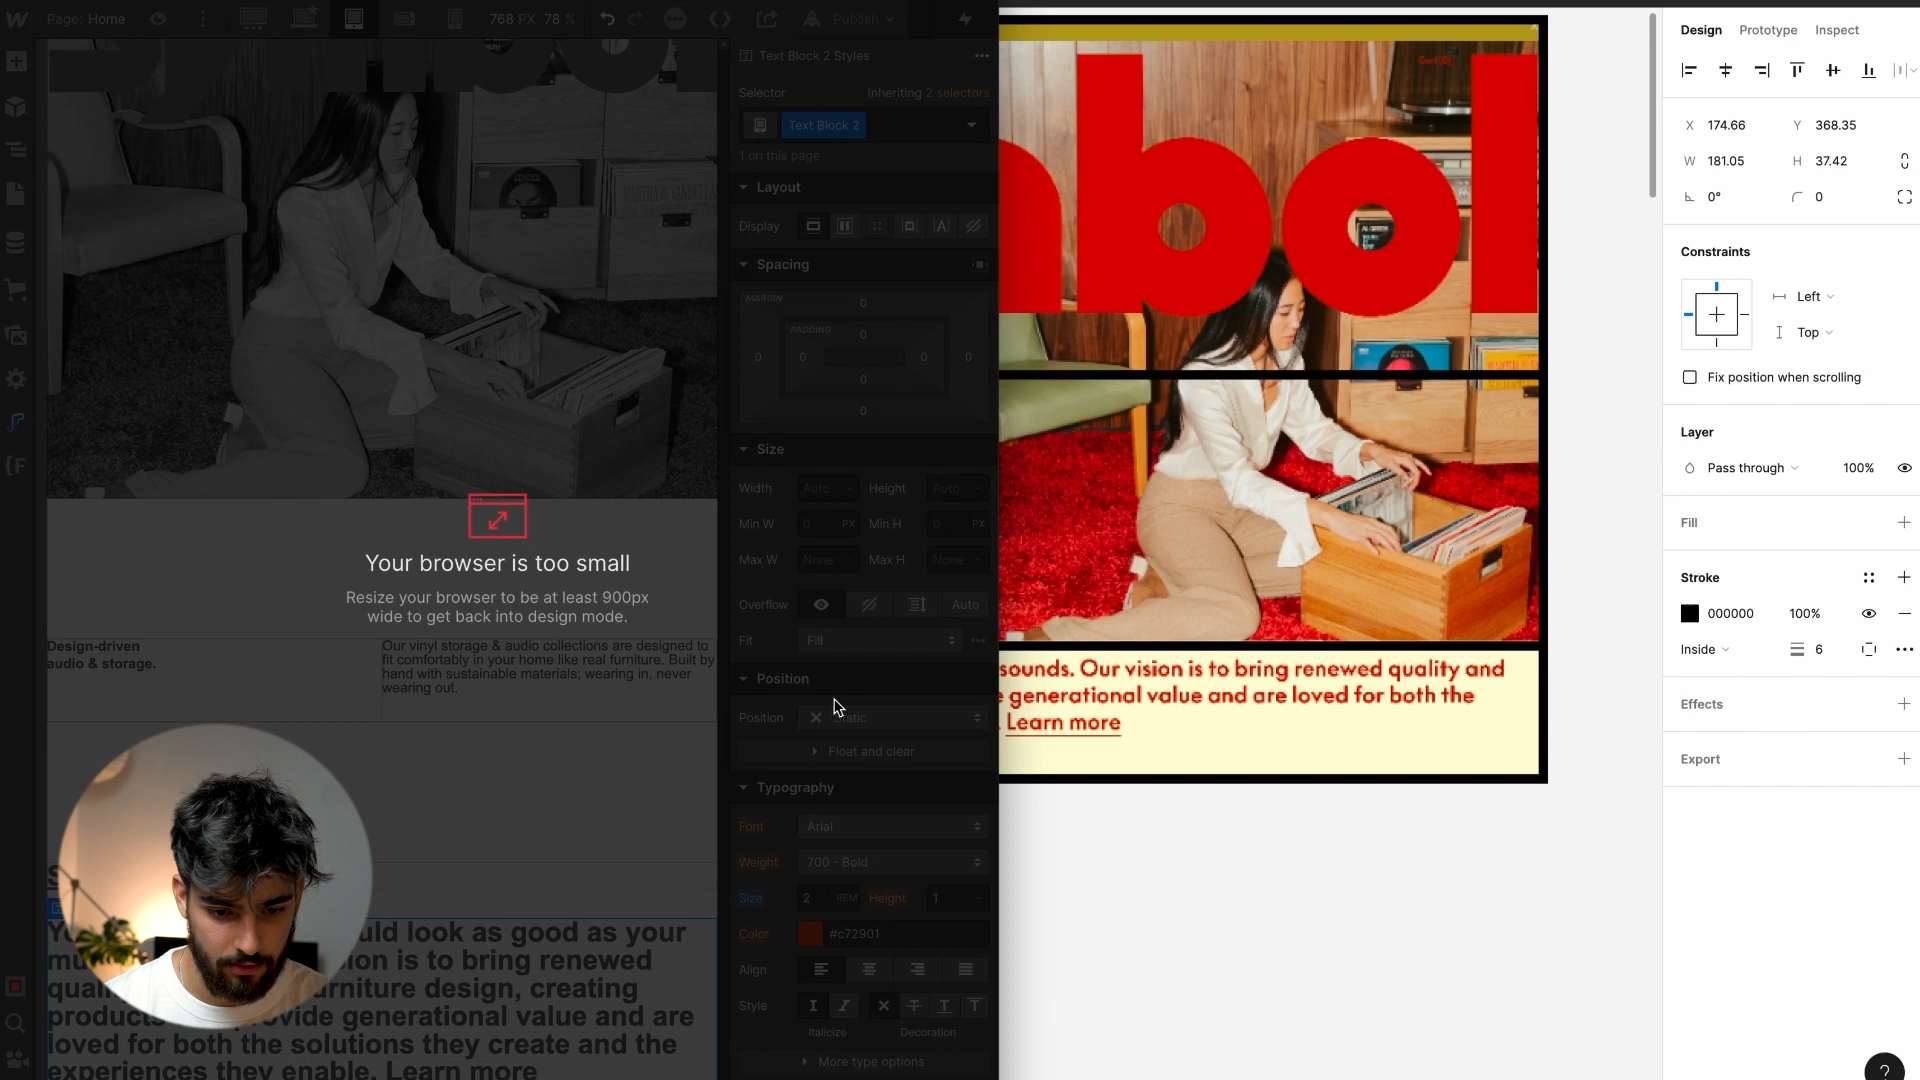 Page: Home
768 PX 78 %
Publish
Text Block 2 Styles
Selector
Inheriting 2 selectors
Text Block 2
1 on this page
Layout
Display
Spacing
MARGIN
0
PADDING
0
0
0
0
0
0
0
Size
Width
Auto
-
Height
Auto
-
Min W
0
PX
Min H
0
PX
Max W
None
-
Max H
None
-
Overflow
Auto
Fit
Fill
Position
Position
Static
Float and clear
Typography
Font
Arial
Weight
700 - Bold
Size
2
REM
Height
1
-
Color
#c72901
Align
Style
Italicize
Decoration
More type options
Your browser is too small
Resize your browser to be at least 900px
wide to get back into design mode.
Design-driven
audio & storage.
Our vinyl storage & audio collections are designed to
fit comfortably in your home like real furniture. Built by
hand with sustainable materials; wearing in, never
wearing out.
uld look as good as your
ion is to bring renewed
urniture design, creating
products vide generational value and are
loved for both the solutions they create and the
experiences they enable. Learn more
bol
sounds. Our vision is to bring renewed quality and
e generational value and are loved for both the
. Learn more
Design
Prototype
Inspect
X 174.66
Y 368.35
W 181.05
H 37.42
0°
0
Constraints
Left
Top
Fix position when scrolling
Layer
Pass through
100%
Fill
Stroke
000000
100%
Inside
6
Effects
Export
?